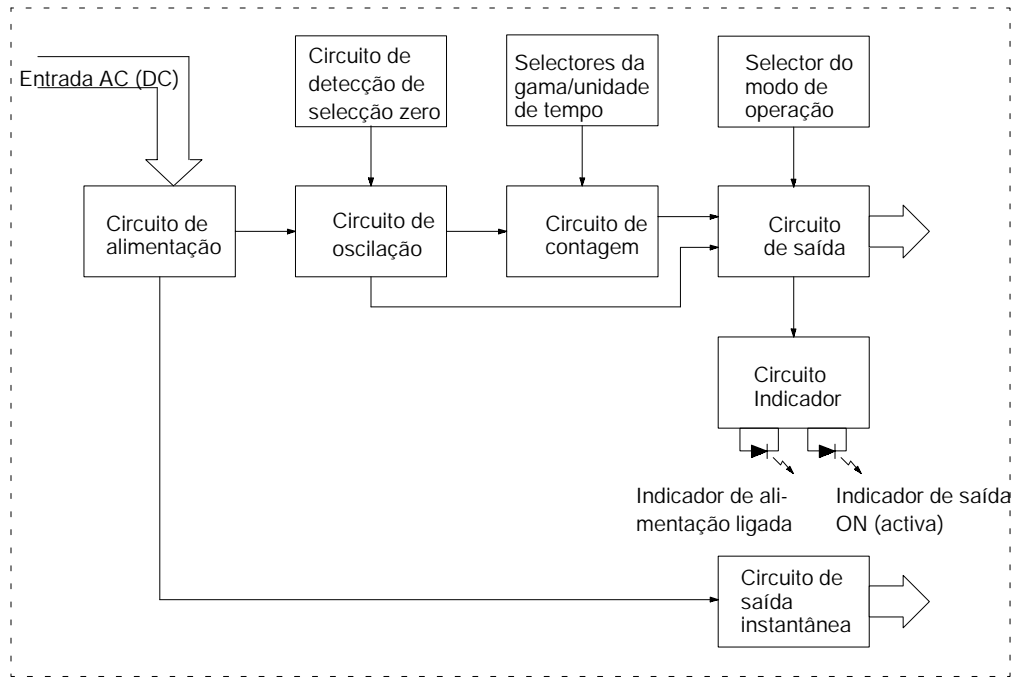 Entrada AC (DC)
Circuito de
detecção de
selecção zero
Selectores da
gama/unidade
de tempo
Selector do
modo de
operação
Circuito de
alimentação
Circuito de
oscilação
Circuito de
contagem
Circuito
de saída
Circuito
Indicador
Indicador de ali-
mentação ligada
Indicador de saída
ON (activa)
Circuito de
saída
instantânea